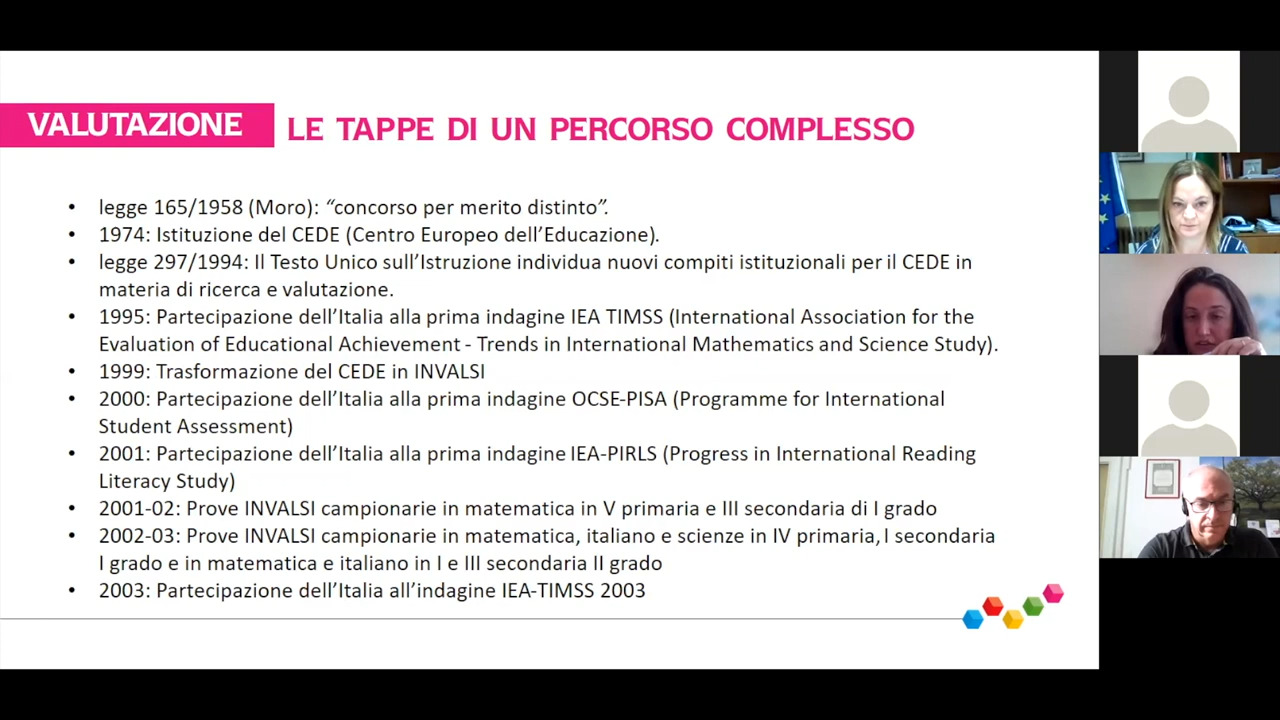 VALUTAZIONE
LE TAPPE DI UN PERCORSO COMPLESSO
• legge 165/1958 (Moro): “concorso per merito distinto”.
• 1974: Istituzione del CEDE (Centro Europeo dell’Educazione).
• legge 297/1994: Il Testo Unico sull’Istruzione individua nuovi compiti istituzionali per il CEDE in
materia di ricerca e valutazione.
• 1995: Partecipazione dell’Italia alla prima indagine IEA TIMSS (International Association for the
Evaluation of Educational Achievement - Trends in International Mathematics and Science Study).
• 1999: Trasformazione del CEDE in INVALSI
• 2000: Partecipazione dell’Italia alla prima indagine OCSE-PISA (Programme for International
Student Assessment)
• 2001: Partecipazione dell’Italia alla prima indagine IEA-PIRLS (Progress in International Reading
Literacy Study)
• 2001-02: Prove INVALSI campionarie in matematica in V primaria e III secondaria di I grado
• 2002-03: Prove INVALSI campionarie in matematica, italiano e scienze in IV primaria, I secondaria
I grado e in matematica e italiano in I e III secondaria II grado
• 2003: Partecipazione dell’Italia all’indagine IEA-TIMSS 2003